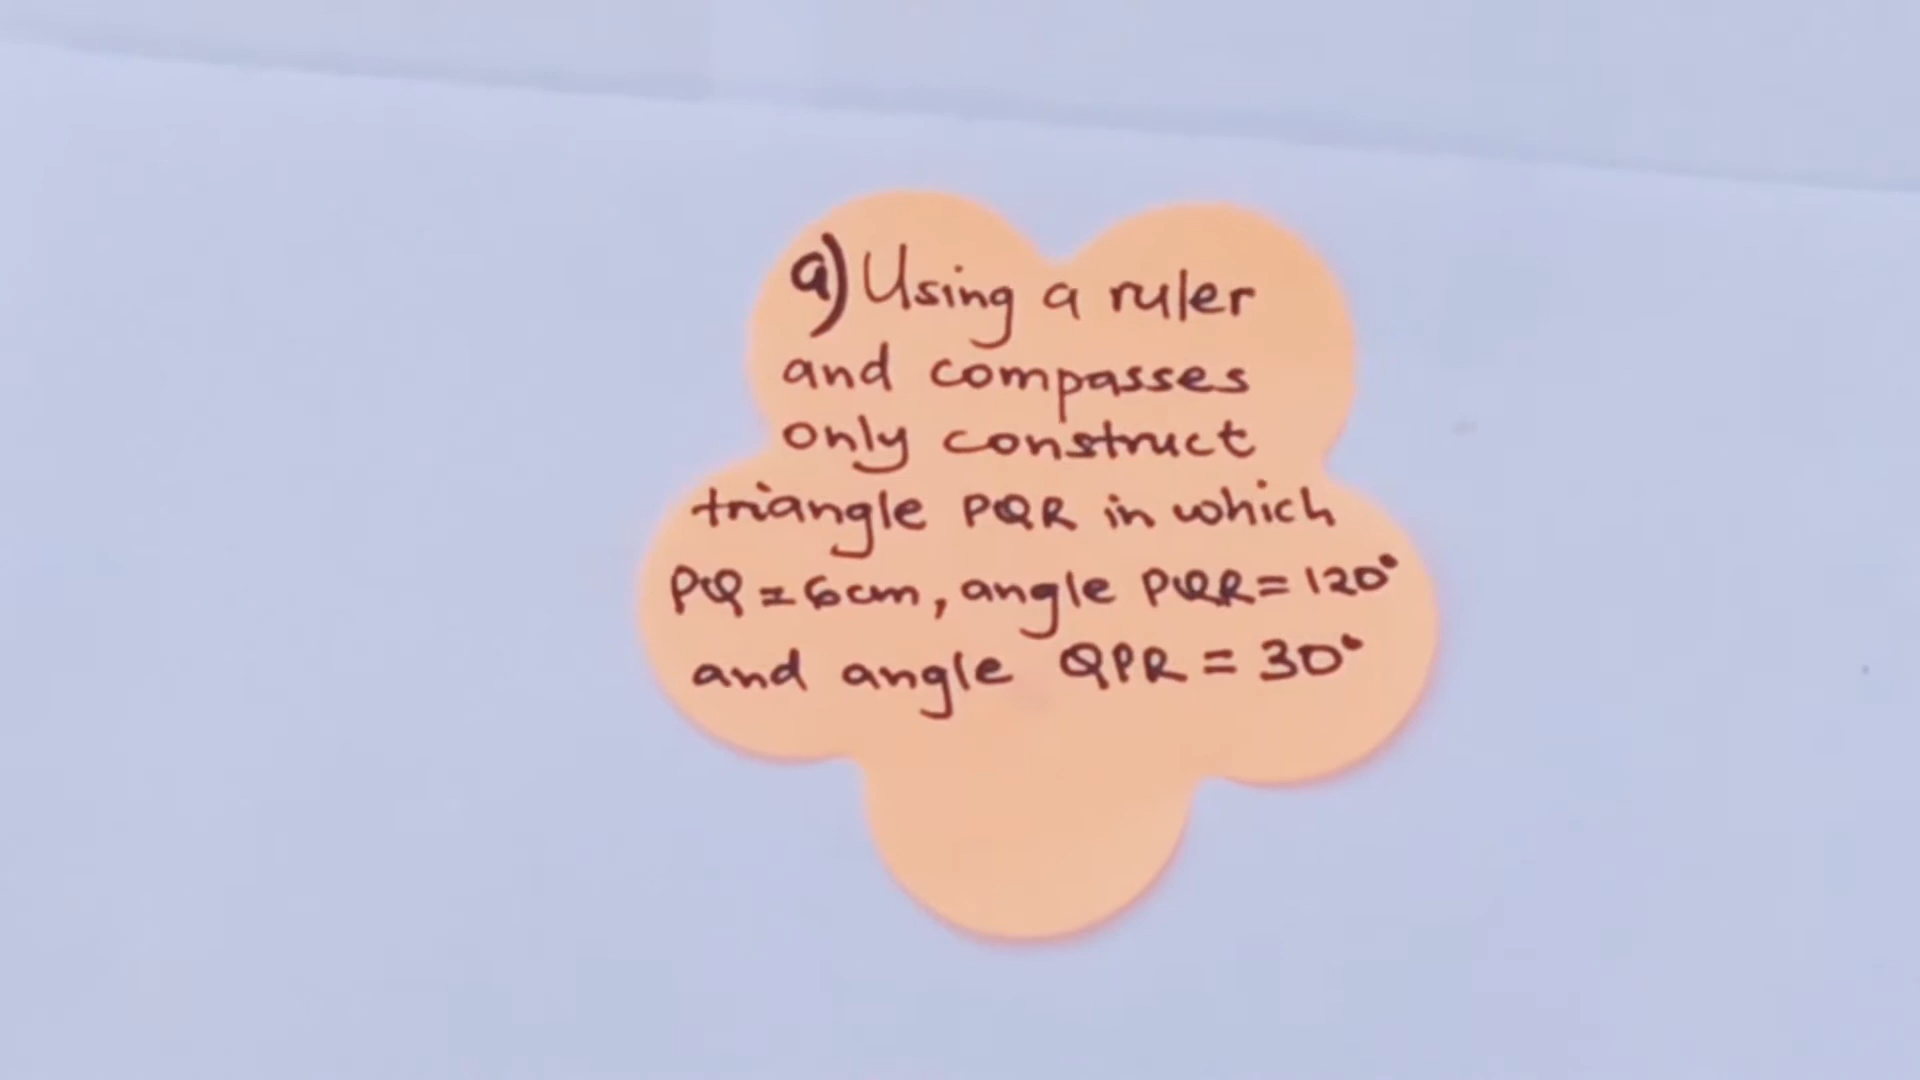 a) Using a ruler
and compasses
only construct
triangle PQR in which
PQ = 6cm, angle PQR = 120°
and angle QPR = 30°